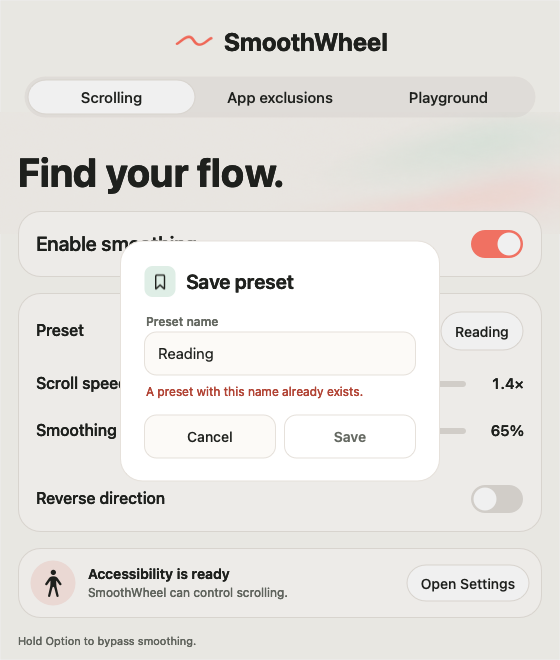 SmoothWheel
Scrolling
App exclusions
Playground
Find your flow.
Enable
Save preset
Preset name
Reading
A preset with this name already exists.
Cancel
Save
Preset
Reading
Scroll
1.4×
Smoothing
65%
Reverse direction
Accessibility is ready
SmoothWheel can control scrolling.
Open Settings
Hold Option to bypass smoothing.